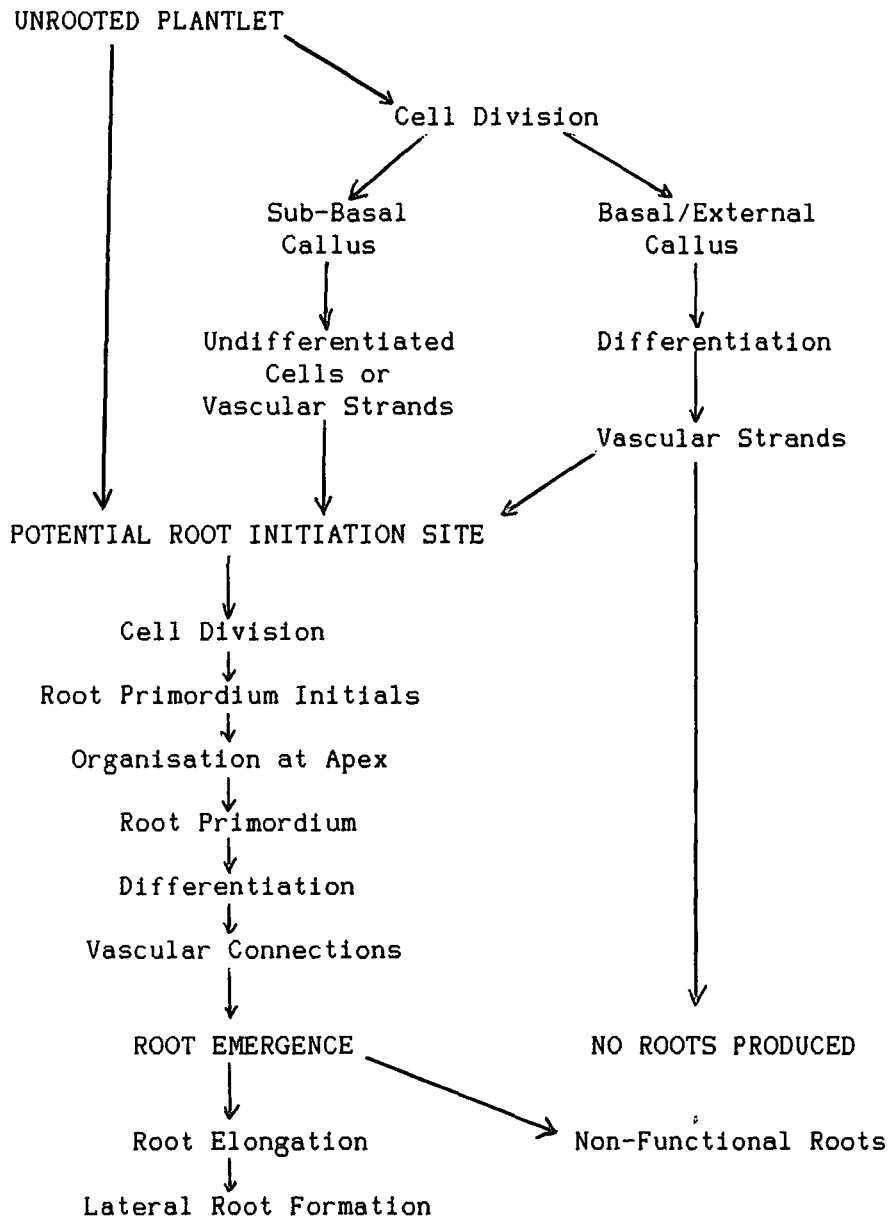 UNROOTED PLANTLET
Cell Division
Sub-Basal
Callus
Basal/External
Callus
Undifferentiated
Cells or
Vascular Strands
Differentiation
Vascular Strands
POTENTIAL ROOT INITIATION SITE
Cell Division
Root Primordium Initials
Organisation at Apex
Root Primordium
Differentiation
Vascular Connections
ROOT EMERGENCE
NO ROOTS PRODUCED
Root Elongation
Non-Functional Roots
Lateral Root Formation